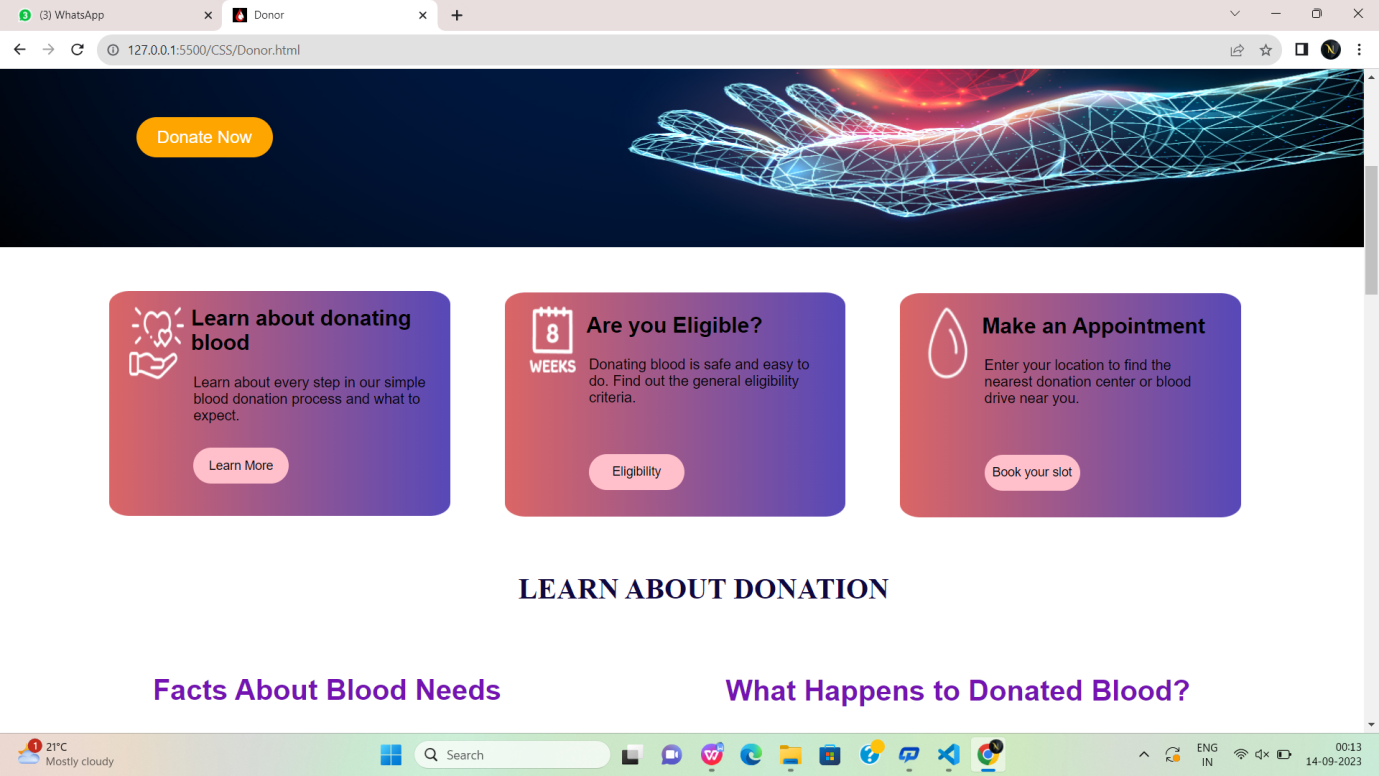 3 (3) WhatsApp
Donor
127.0.0.1:5500/CSS/Donor.html
N
Donate Now
Learn about donating
blood
Learn about every step in our simple
blood donation process and what to
expect.
Learn More
8
WEEKS
Are you Eligible?
Donating blood is safe and easy to
do. Find out the general eligibility
criteria.
Eligibility
Make an Appointment
Enter your location to find the
nearest donation center or blood
drive near you.
Book your slot
LEARN ABOUT DONATION
Facts About Blood Needs
What Happens to Donated Blood?
1
21°C
Mostly cloudy
Search
ENG
IN
00:13
14-09-2023